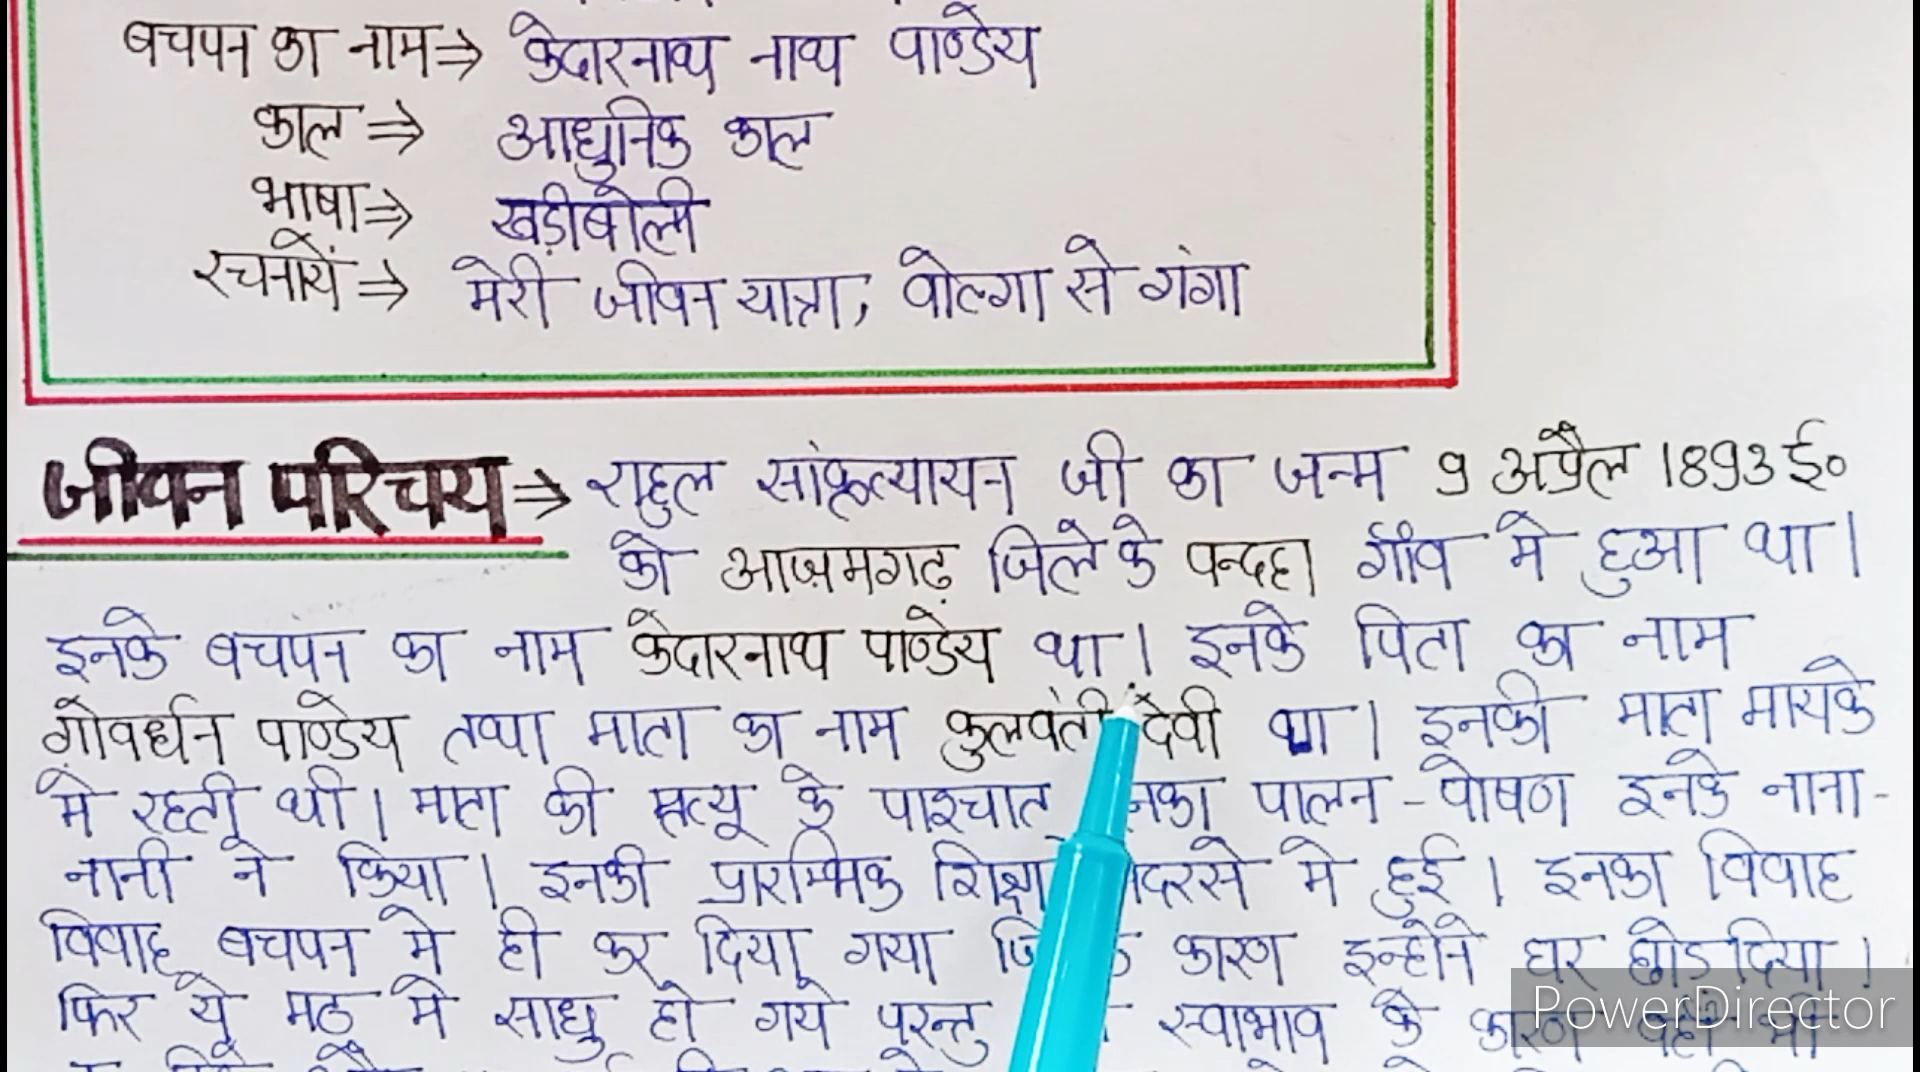 बचपन का नाम⇒ केदारनाथ नाथ पाण्डेय
काल ⇒ आधुनिक काल
भाषा⇒ खड़ीबोली
रचनायें ⇒ मेरी जीवन यात्रा, वोल्गा से गंगा
जीवन परिचय ⇒ राहुल सांकृत्यायन जी का जन्म 9 अप्रैल 1893 ई०
को आज़मगढ़ जिले के पन्दहा गाँव मे हुआ था।
इनके बचपन का नाम केदारनाथ पाण्डेय था। इनके पिता का नाम
गोवर्धन पाण्डेय तथा माता का नाम कुलवंती देवी था। इनकी माता मायके
मे रहती थी। माता की मृत्यू के पाश्चात पालन-पोषण इनके नाना-
नानी ने किया। इनकी प्रारम्भिक शिक्षा मे हुई। इनका विवाह
विवाह बचपन मे ही कर दिया गया कारण इन्होने घर छोड दिया।
फिर ये मठ मे साधु हो गये परन्तु स्वाभाव के कारण
PowerDirector